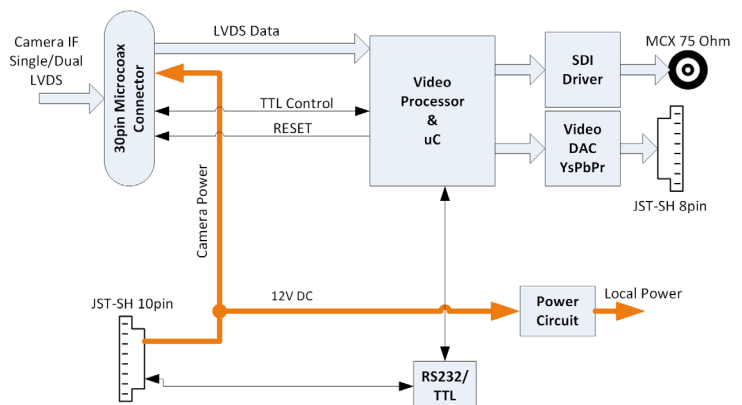 Camera IF
Single/Dual
LVDS
30pin Microcoax
Connector
LVDS Data
TTL Control
RESET
Camera Power
Video
Processor
&
uC
SDI
Driver
MCX 75 Ohm
Video
DAC
YsPbPr
JST-SH 8pin
JST-SH 10pin
12V DC
Power
Circuit
Local Power
RS232/
TTL